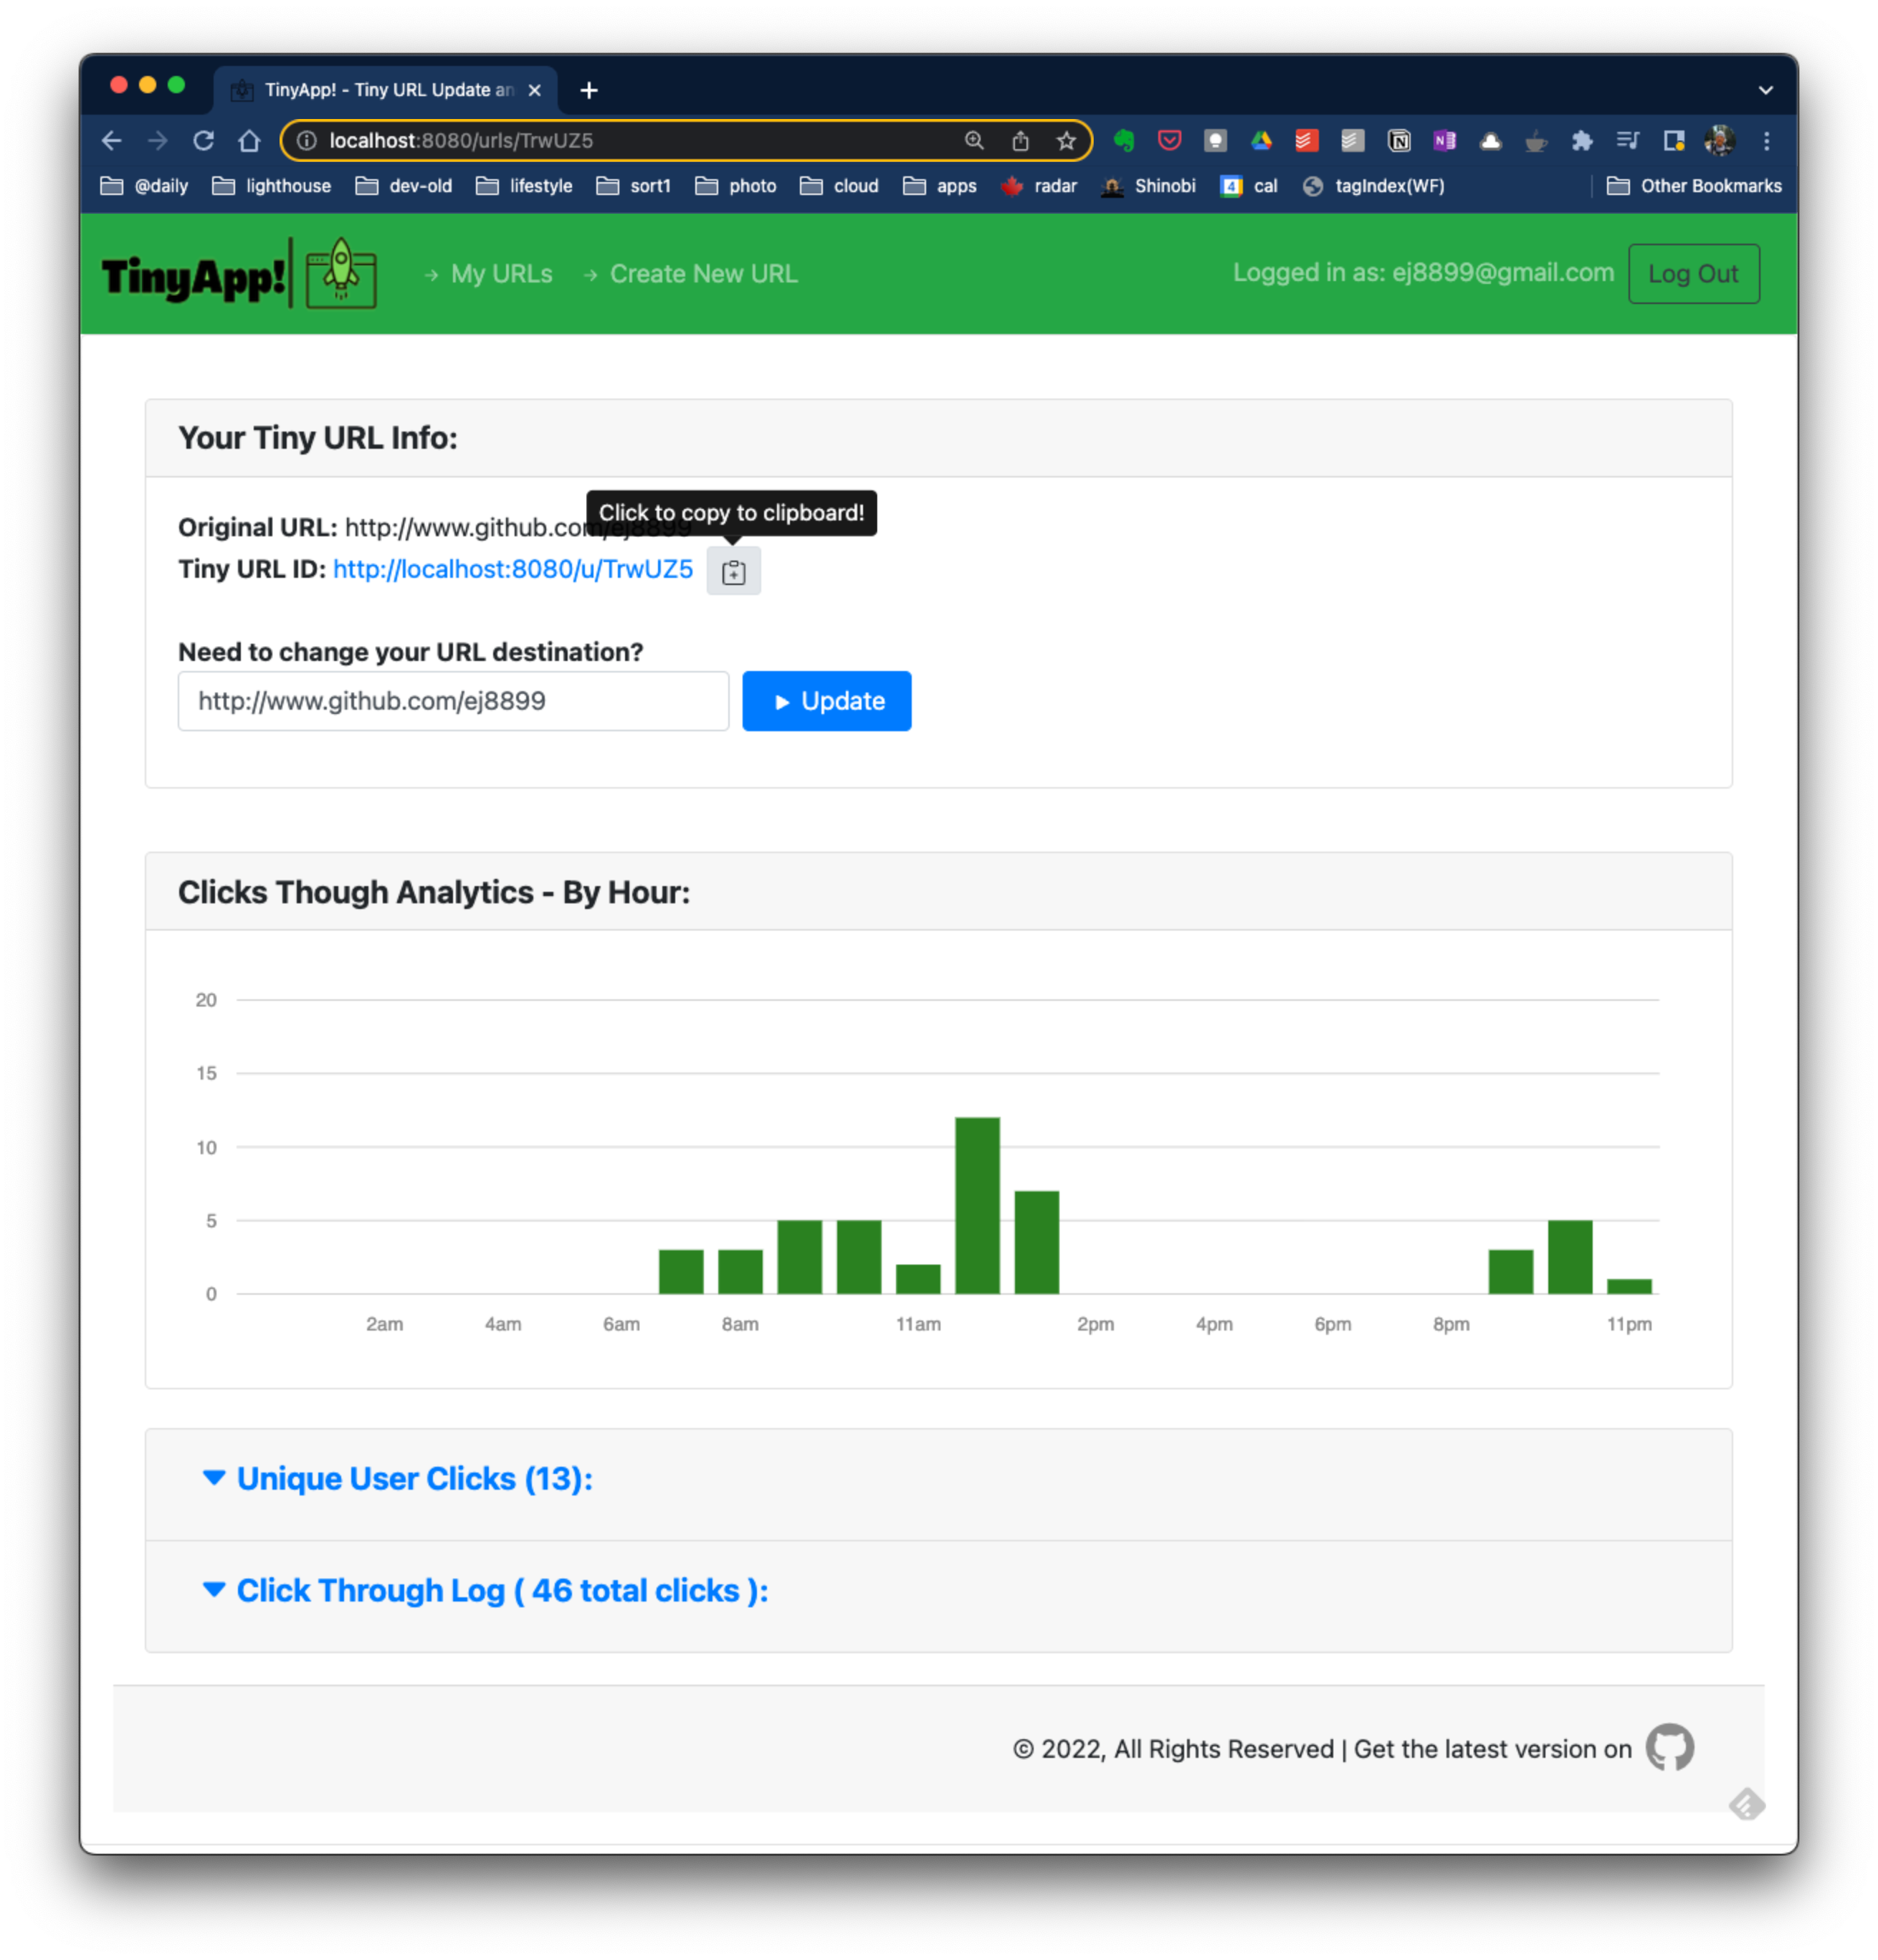 TinyApp! - Tiny URL Update an
localhost:8080/urls/TrwUZ5
@daily lighthouse dev-old lifestyle sort1 photo cloud apps radar Shinobi 4 cal tagIndex(WF) Other Bookmarks
TinyApp! → My URLs → Create New URL Logged in as: ej8899@gmail.com Log Out
Your Tiny URL Info:
Click to copy to clipboard!
Original URL: http://www.github.com/ej8899
Tiny URL ID: http://localhost:8080/u/TrwUZ5
Need to change your URL destination?
http://www.github.com/ej8899 Update
Clicks Though Analytics - By Hour:
20
15
10
5
0
2am 4am 6am 8am 11am 2pm 4pm 6pm 8pm 11pm
Unique User Clicks (13):
Click Through Log ( 46 total clicks ):
© 2022, All Rights Reserved | Get the latest version on